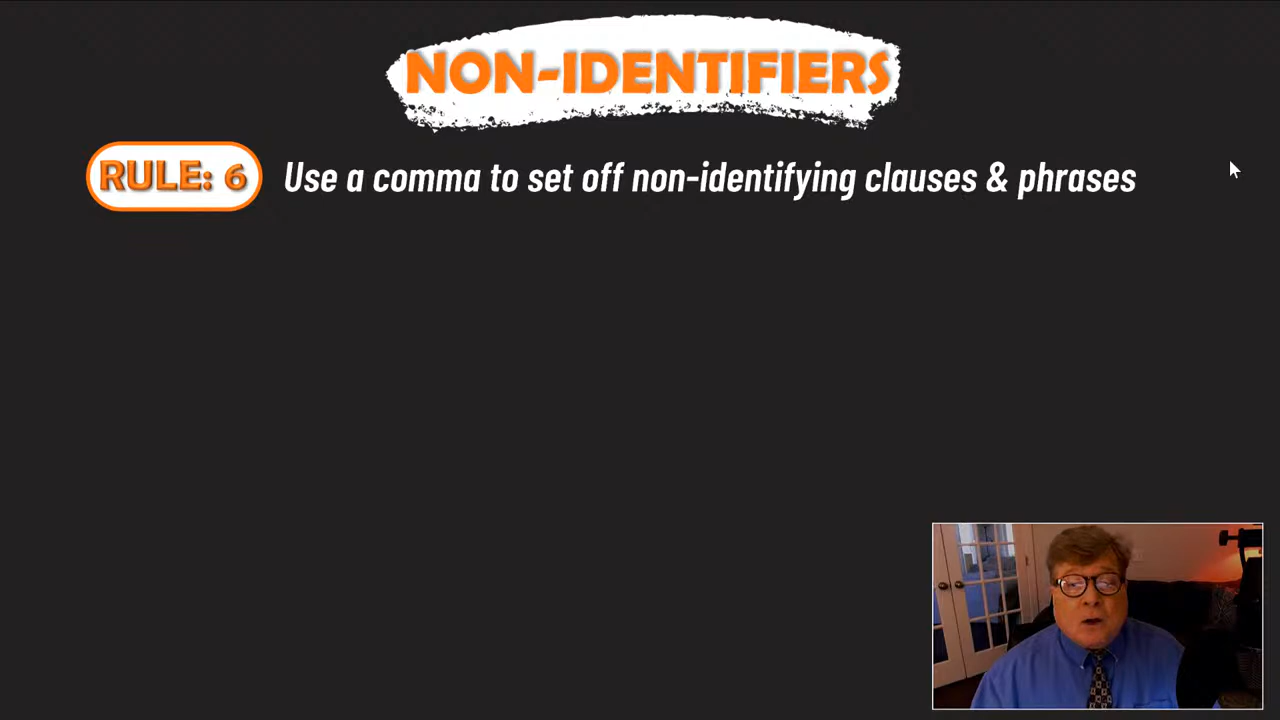 NON-IDENTIFIERS
RULE: 6 Use a comma to set off non-identifying clauses & phrases